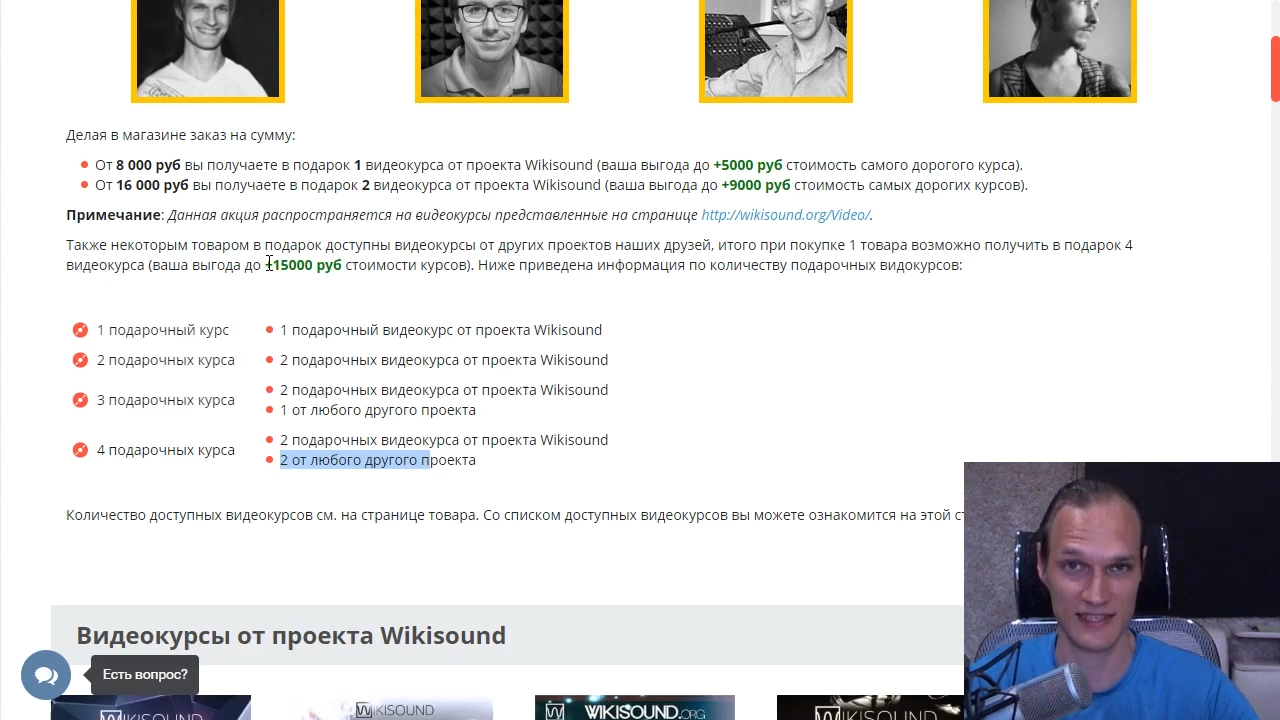 Делая в магазине заказ на сумму:
От 8 000 руб вы получаете в подарок 1 видеокурса от проекта Wikisound (ваша выгода до +5000 руб стоимость самого дорогого курса).
От 16 000 руб вы получаете в подарок 2 видеокурса от проекта Wikisound (ваша выгода до +9000 руб стоимость самых дорогих курсов).
Примечание: Данная акция распространяется на видеокурсы представленные на странице http://wikisound.org/Video/.
Также некоторым товаром в подарок доступны видеокурсы от других проектов наших друзей, итого при покупке 1 товара возможно получить в подарок 4
видеокурса (ваша выгода до +15000 руб стоимости курсов). Ниже приведена информация по количеству подарочных видокурсов:
1 подарочный курс
1 подарочный видеокурс от проекта Wikisound
2 подарочных курса
2 подарочных видеокурса от проекта Wikisound
3 подарочных курса
2 подарочных видеокурса от проекта Wikisound
1 от любого другого проекта
4 подарочных курса
2 подарочных видеокурса от проекта Wikisound
2 от любого другого проекта
Количество доступных видеокурсов см. на странице товара. Со списком доступных видеокурсов вы можете ознакомится на этой
Видеокурсы от проекта Wikisound
Есть вопрос?
WIKISOUND
WIKISOUND
WIKISOUND.ORG
WIKISOUND